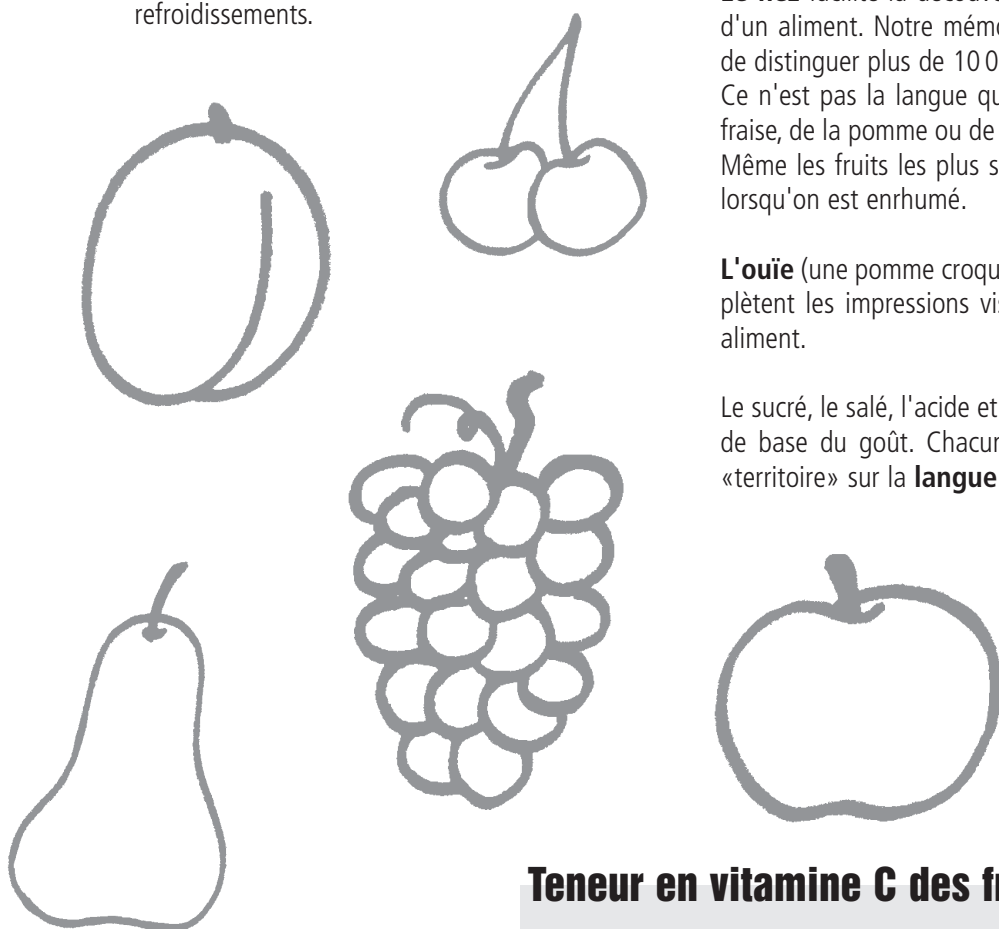 refroidissements.
d'un aliment. Notre mémo
de distinguer plus de 10 0
Ce n'est pas la langue qu
fraise, de la pomme ou de
Même les fruits les plus s
lorsqu'on est enrhumé.
L'ouïe (une pomme croqu
plètent les impressions vis
aliment.
Le sucré, le salé, l'acide et
de base du goût. Chacun
«territoire» sur la langue
Teneur en vitamine C des fr